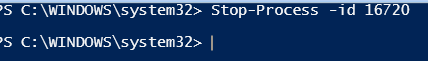 PS C:\WINDOWS\system32> Stop-Process -id 16720
PS C:\WINDOWS\system32>